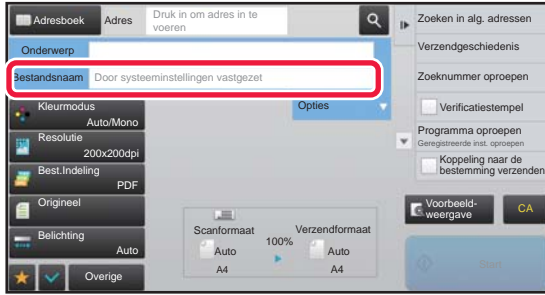 Adresboek
Adres
Druk in om adres in te
voeren
Onderwerp
Bestandsnaam
Door systeeminstellingen vastgezet
Kleurmodus
Auto/Mono
Opties
Resolutie
200x200dpi
Best.Indeling
PDF
Origineel
Belichting
Auto
Overige
Scanformaat
Auto
A4
100%
Verzendformaat
Auto
A4
Zoeken in alg. adressen
Verzendgeschiedenis
Zoeknummer oproepen
Verificatiestempel
Programma oproepen
Geregistreerde inst. oproepen
Koppeling naar de
bestemming verzenden
Voorbeeld-
weergave
CA
Start